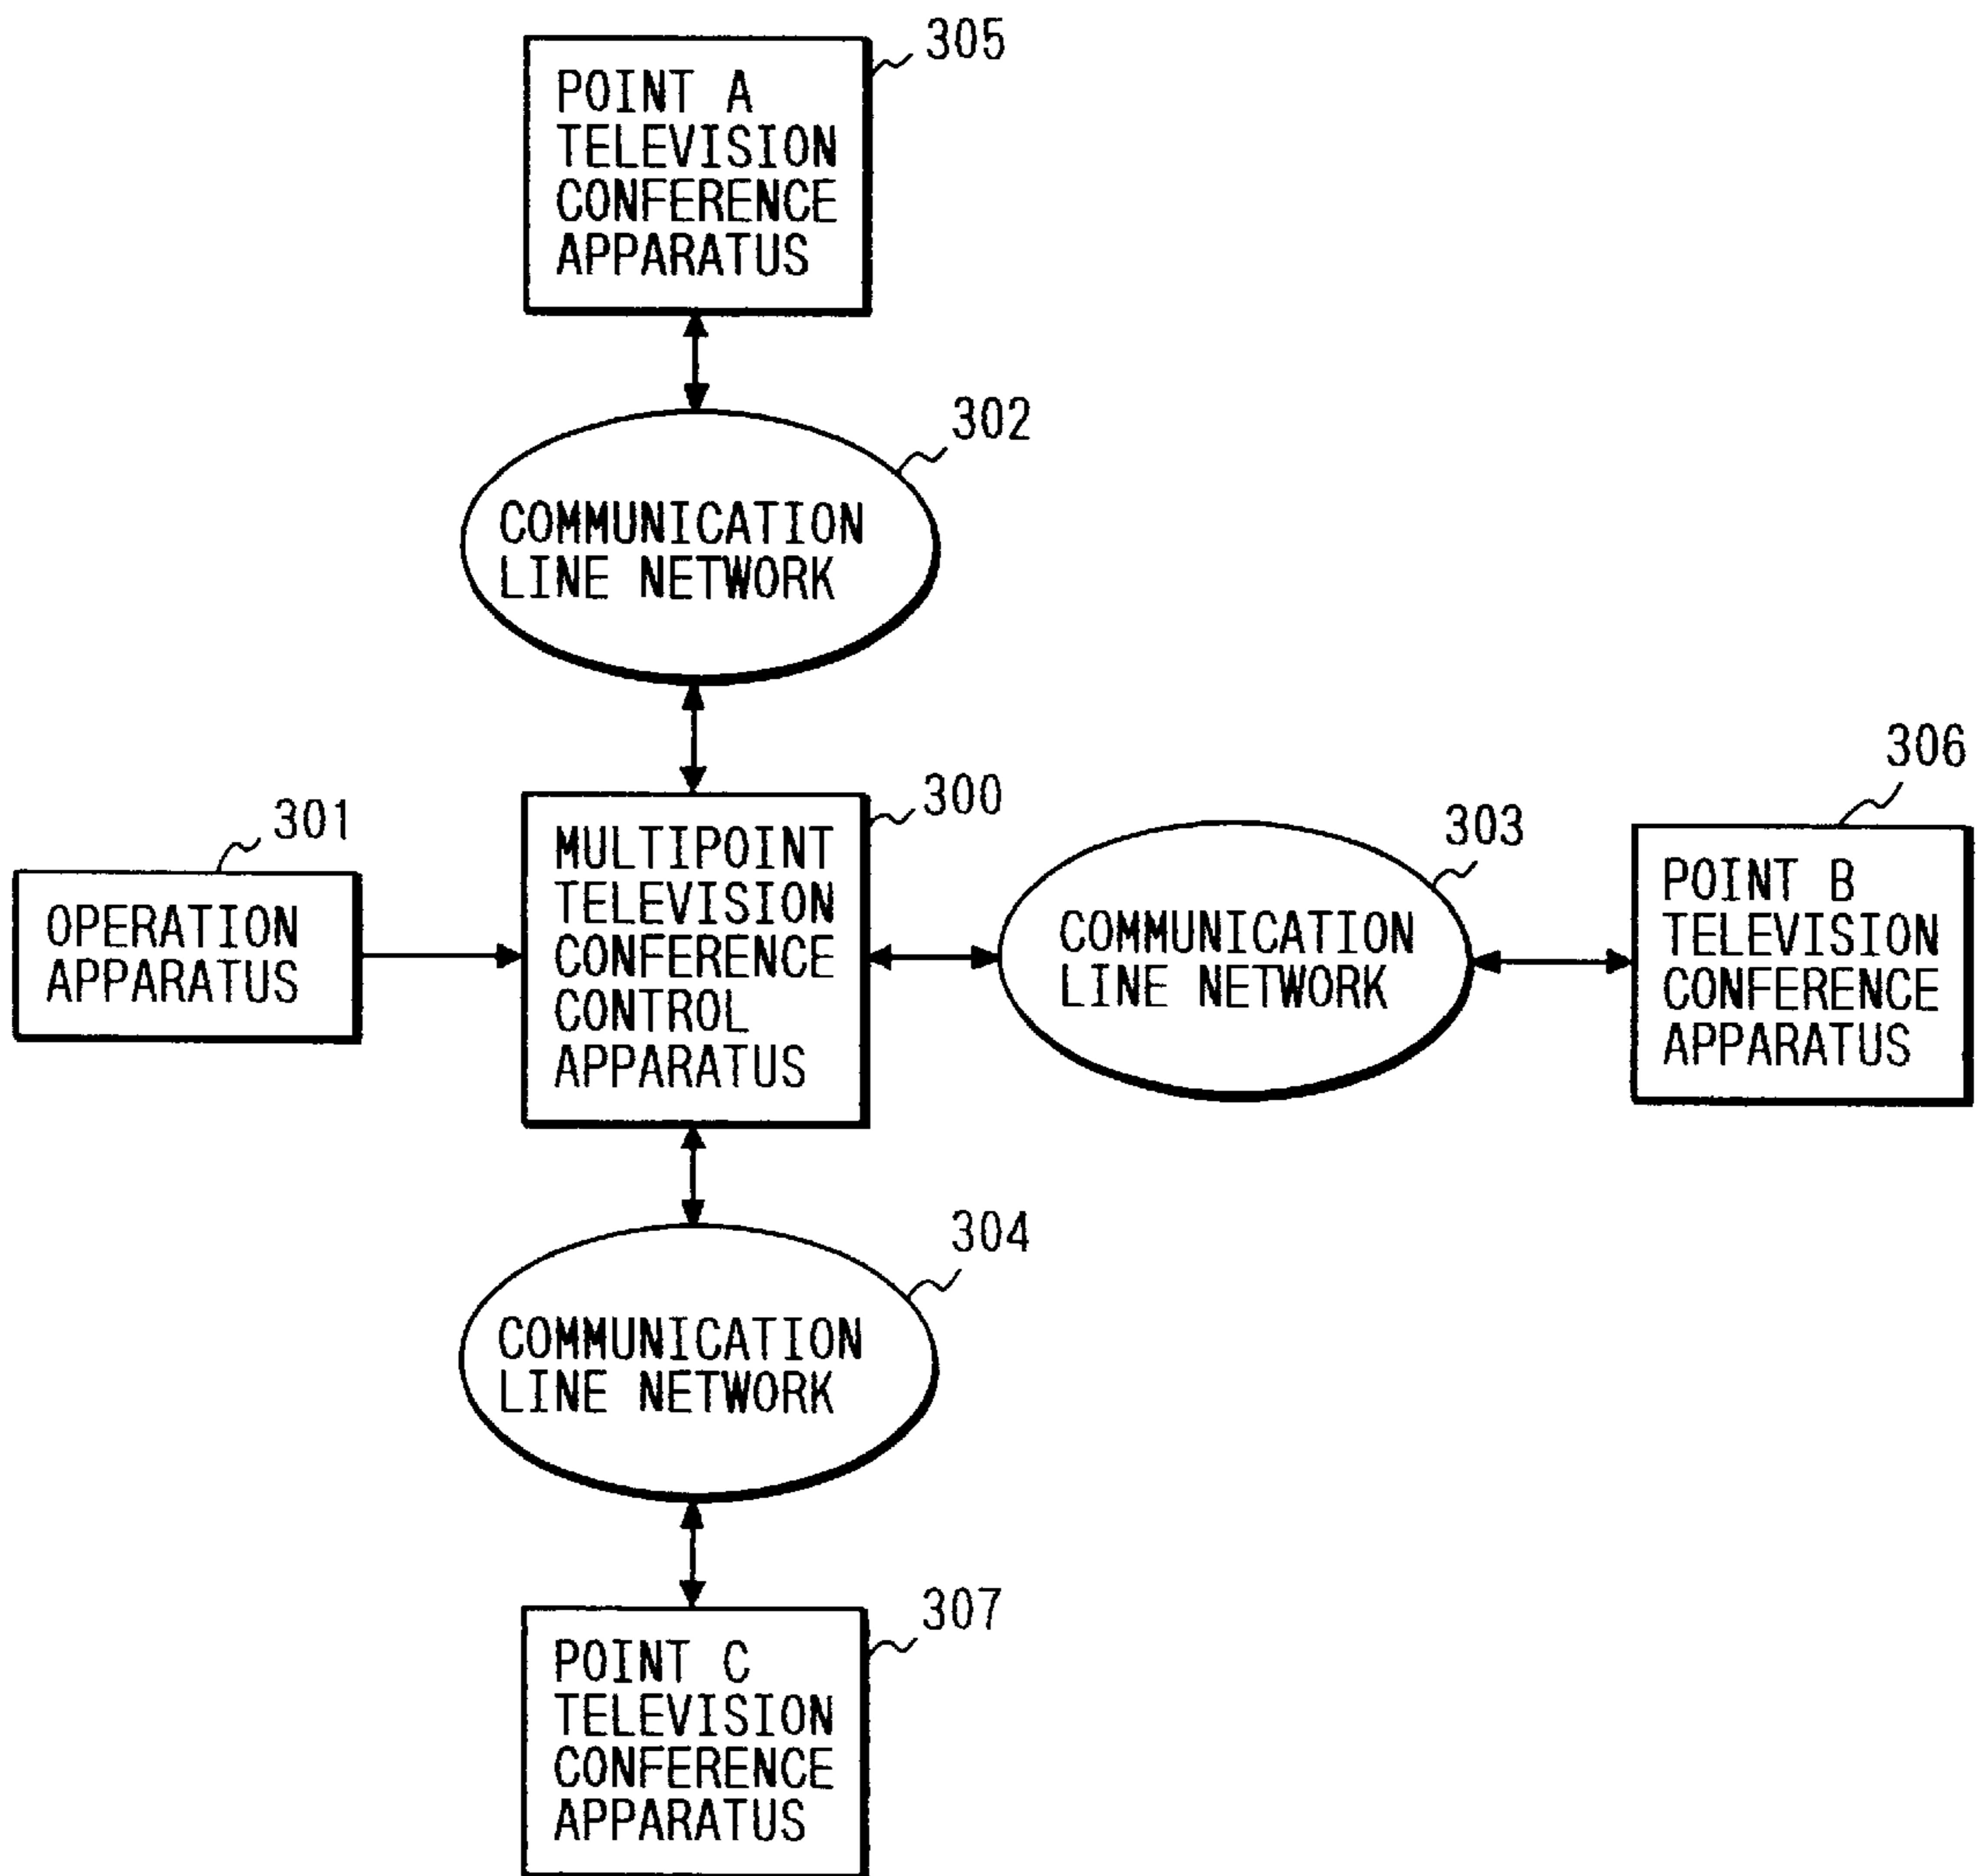 305
POINT A
TELEVISION
CONFERENCE
APPARATUS
302
COMMUNICATION
LINE NETWORK
301
OPERATION
APPARATUS
300
MULTIPOINT
TELEVISION
CONFERENCE
CONTROL
APPARATUS
303
COMMUNICATION
LINE NETWORK
306
POINT B
TELEVISION
CONFERENCE
APPARATUS
304
COMMUNICATION
LINE NETWORK
307
POINT C
TELEVISION
CONFERENCE
APPARATUS